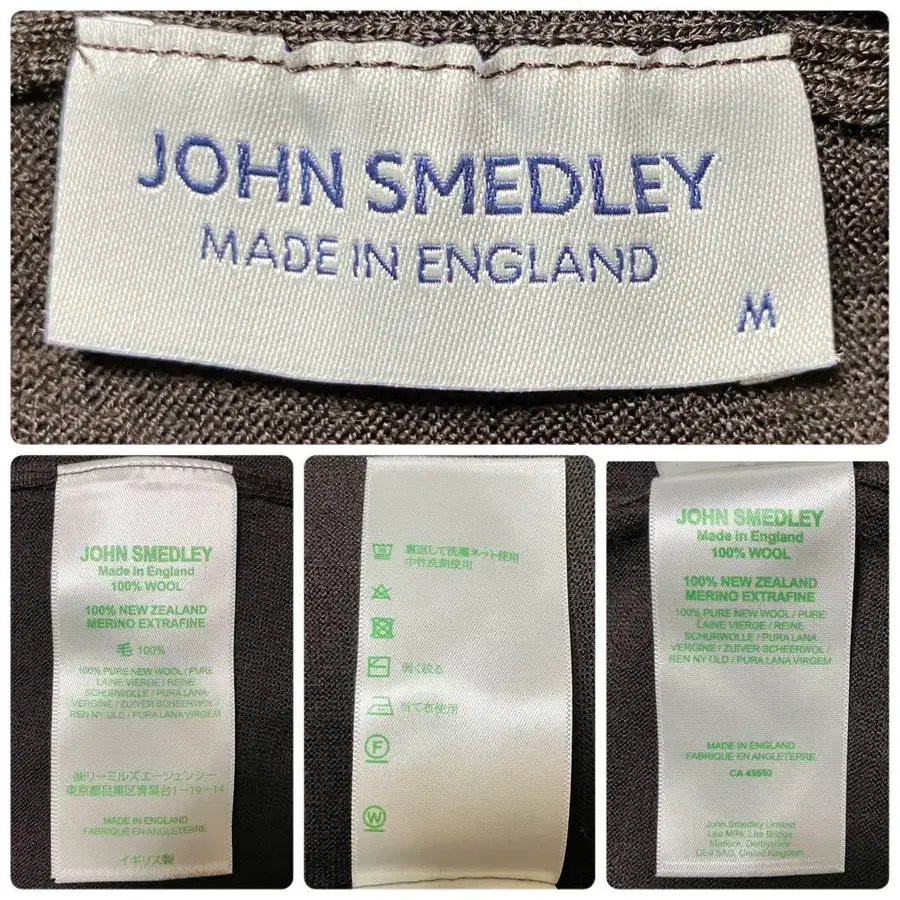 JOHN SMEDLEY
MADE IN ENGLAND
M
JOHN SMEDLEY
Made in England
100% WOOL
100% NEW ZEALAND
MERINO EXTRAFINE
毛 100%
100% PURE NEW WOOL / PURE
LAINE VIERGE / REINE
SCHURWOLLE / PURA LANA
VERGINE / ZUIVER SCHEERWOL /
REN NY ULD / PURA LANA VIRGEM
㈱リーミルズエージェンシー
東京都目黒区青葉台1-19-14
MADE IN ENGLAND
FABRIQUE EN ANGLETERRE
イギリス製
裏返して洗濯ネット使用
中性洗剤使用
弱く絞る
当て布使用
F
W
JOHN SMEDLEY
Made in England
100% WOOL
100% NEW ZEALAND
MERINO EXTRAFINE
100% PURE NEW WOOL / PURE
LAINE VIERGE / REINE
SCHURWOLLE / PURA LANA
VERGINE / ZUIVER SCHEERWOL /
REN NY ULD / PURA LANA VIRGEM
MADE IN ENGLAND
FABRIQUE EN ANGLETERRE
CA 45550
John Smedley Limited
Lea Mills, Lea Bridge
Matlock, Derbyshire
DE4 5AG, United Kingdom